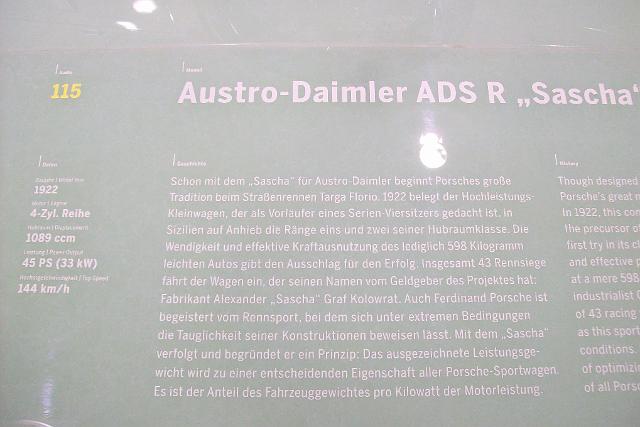 Audio
115
Modell
Austro-Daimler ADS R „Sascha“
Daten
Baujahr | Model Year
1922
Motor | Engine
4-Zyl. Reihe
Hubraum | Displacement
1089 ccm
Leistung | Power Output
45 PS (33 kW)
Höchstgeschwindigkeit | Top Speed
144 km/h
Geschichte
Schon mit dem „Sascha“ für Austro-Daimler beginnt Porsches große
Tradition beim Straßenrennen Targa Florio. 1922 belegt der Hochleistungs-
Kleinwagen, der als Vorläufer eines Serien-Viersitzers gedacht ist, in
Sizilien auf Anhieb die Ränge eins und zwei seiner Hubraumklasse. Die
Wendigkeit und effektive Kraftausnutzung des lediglich 598 Kilogramm
leichten Autos gibt den Ausschlag für den Erfolg. Insgesamt 43 Rennsiege
fährt der Wagen ein, der seinen Namen vom Geldgeber des Projektes hat:
Fabrikant Alexander „Sascha“ Graf Kolowrat. Auch Ferdinand Porsche ist
begeistert vom Rennsport, bei dem sich unter extremen Bedingungen
die Tauglichkeit seiner Konstruktionen beweisen lässt. Mit dem „Sascha“
verfolgt und begründet er ein Prinzip: Das ausgezeichnete Leistungsge-
wicht wird zu einer entscheidenden Eigenschaft aller Porsche-Sportwagen.
Es ist der Anteil des Fahrzeuggewichtes pro Kilowatt der Motorleistung.
History
Though designed
Porsche's great
In 1922, this
the precursor of
first try in its
and effective
at a mere 598
industrialist
of 43 racing
as this sport
conditions.
of optimizin
of all Porsc